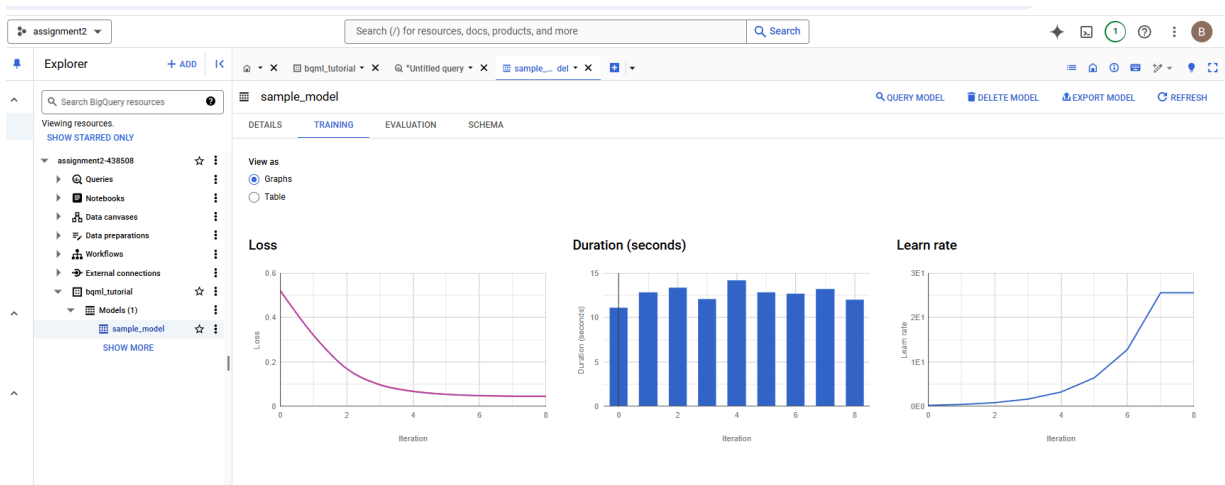 assignment2
Search (/) for resources, docs, products, and more
Search
1
B
Explorer
+ ADD
bqml_tutorial
*Untitled query
sample_... del
Search BigQuery resources
Viewing resources.
SHOW STARRED ONLY
assignment2-438508
Queries
Notebooks
Data canvases
Data preparations
Workflows
External connections
bqml_tutorial
Models (1)
sample_model
SHOW MORE
sample_model
QUERY MODEL
DELETE MODEL
EXPORT MODEL
REFRESH
DETAILS
TRAINING
EVALUATION
SCHEMA
View as
Graphs
Table
Loss
0.6
0.4
0.2
0
Loss
0 2 4 6 8
Iteration
Duration (seconds)
15
10
5
0
Duration (seconds)
0 2 4 6 8
Iteration
Learn rate
3E1
2E1
1E1
0E0
Learn rate
0 2 4 6 8
Iteration